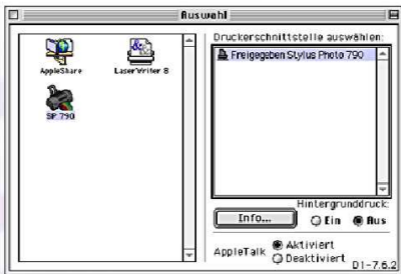 Auswahl
AppleShare
LaserWriter 8
SP 790
Druckerschnittstelle auswählen:
Freigegeben Stylus Photo 790
Hintergrunddruck:
Info...
Ein
Aus
AppleTalk
Aktiviert
Deaktiviert
D1-7.6.2